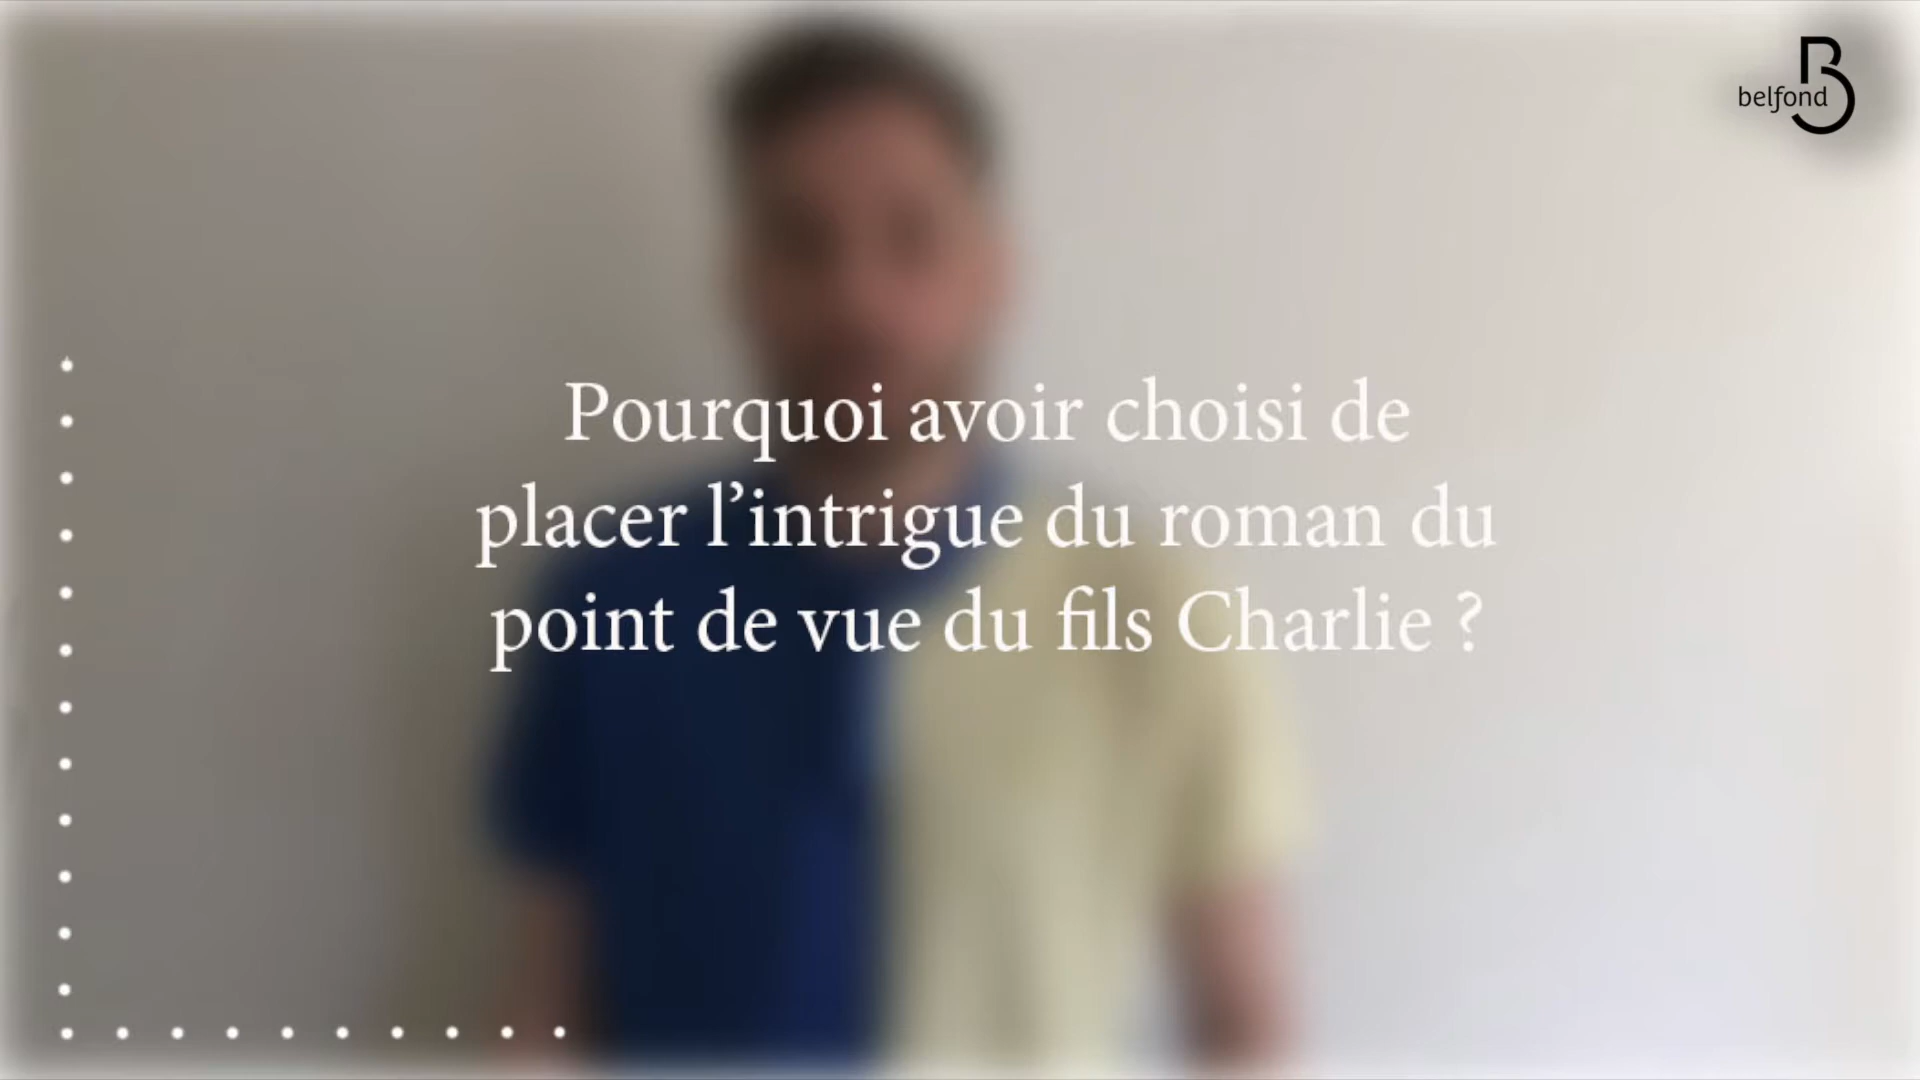 belfond
Pourquoi avoir choisi de
placer l’intrigue du roman du
point de vue du fils Charlie ?